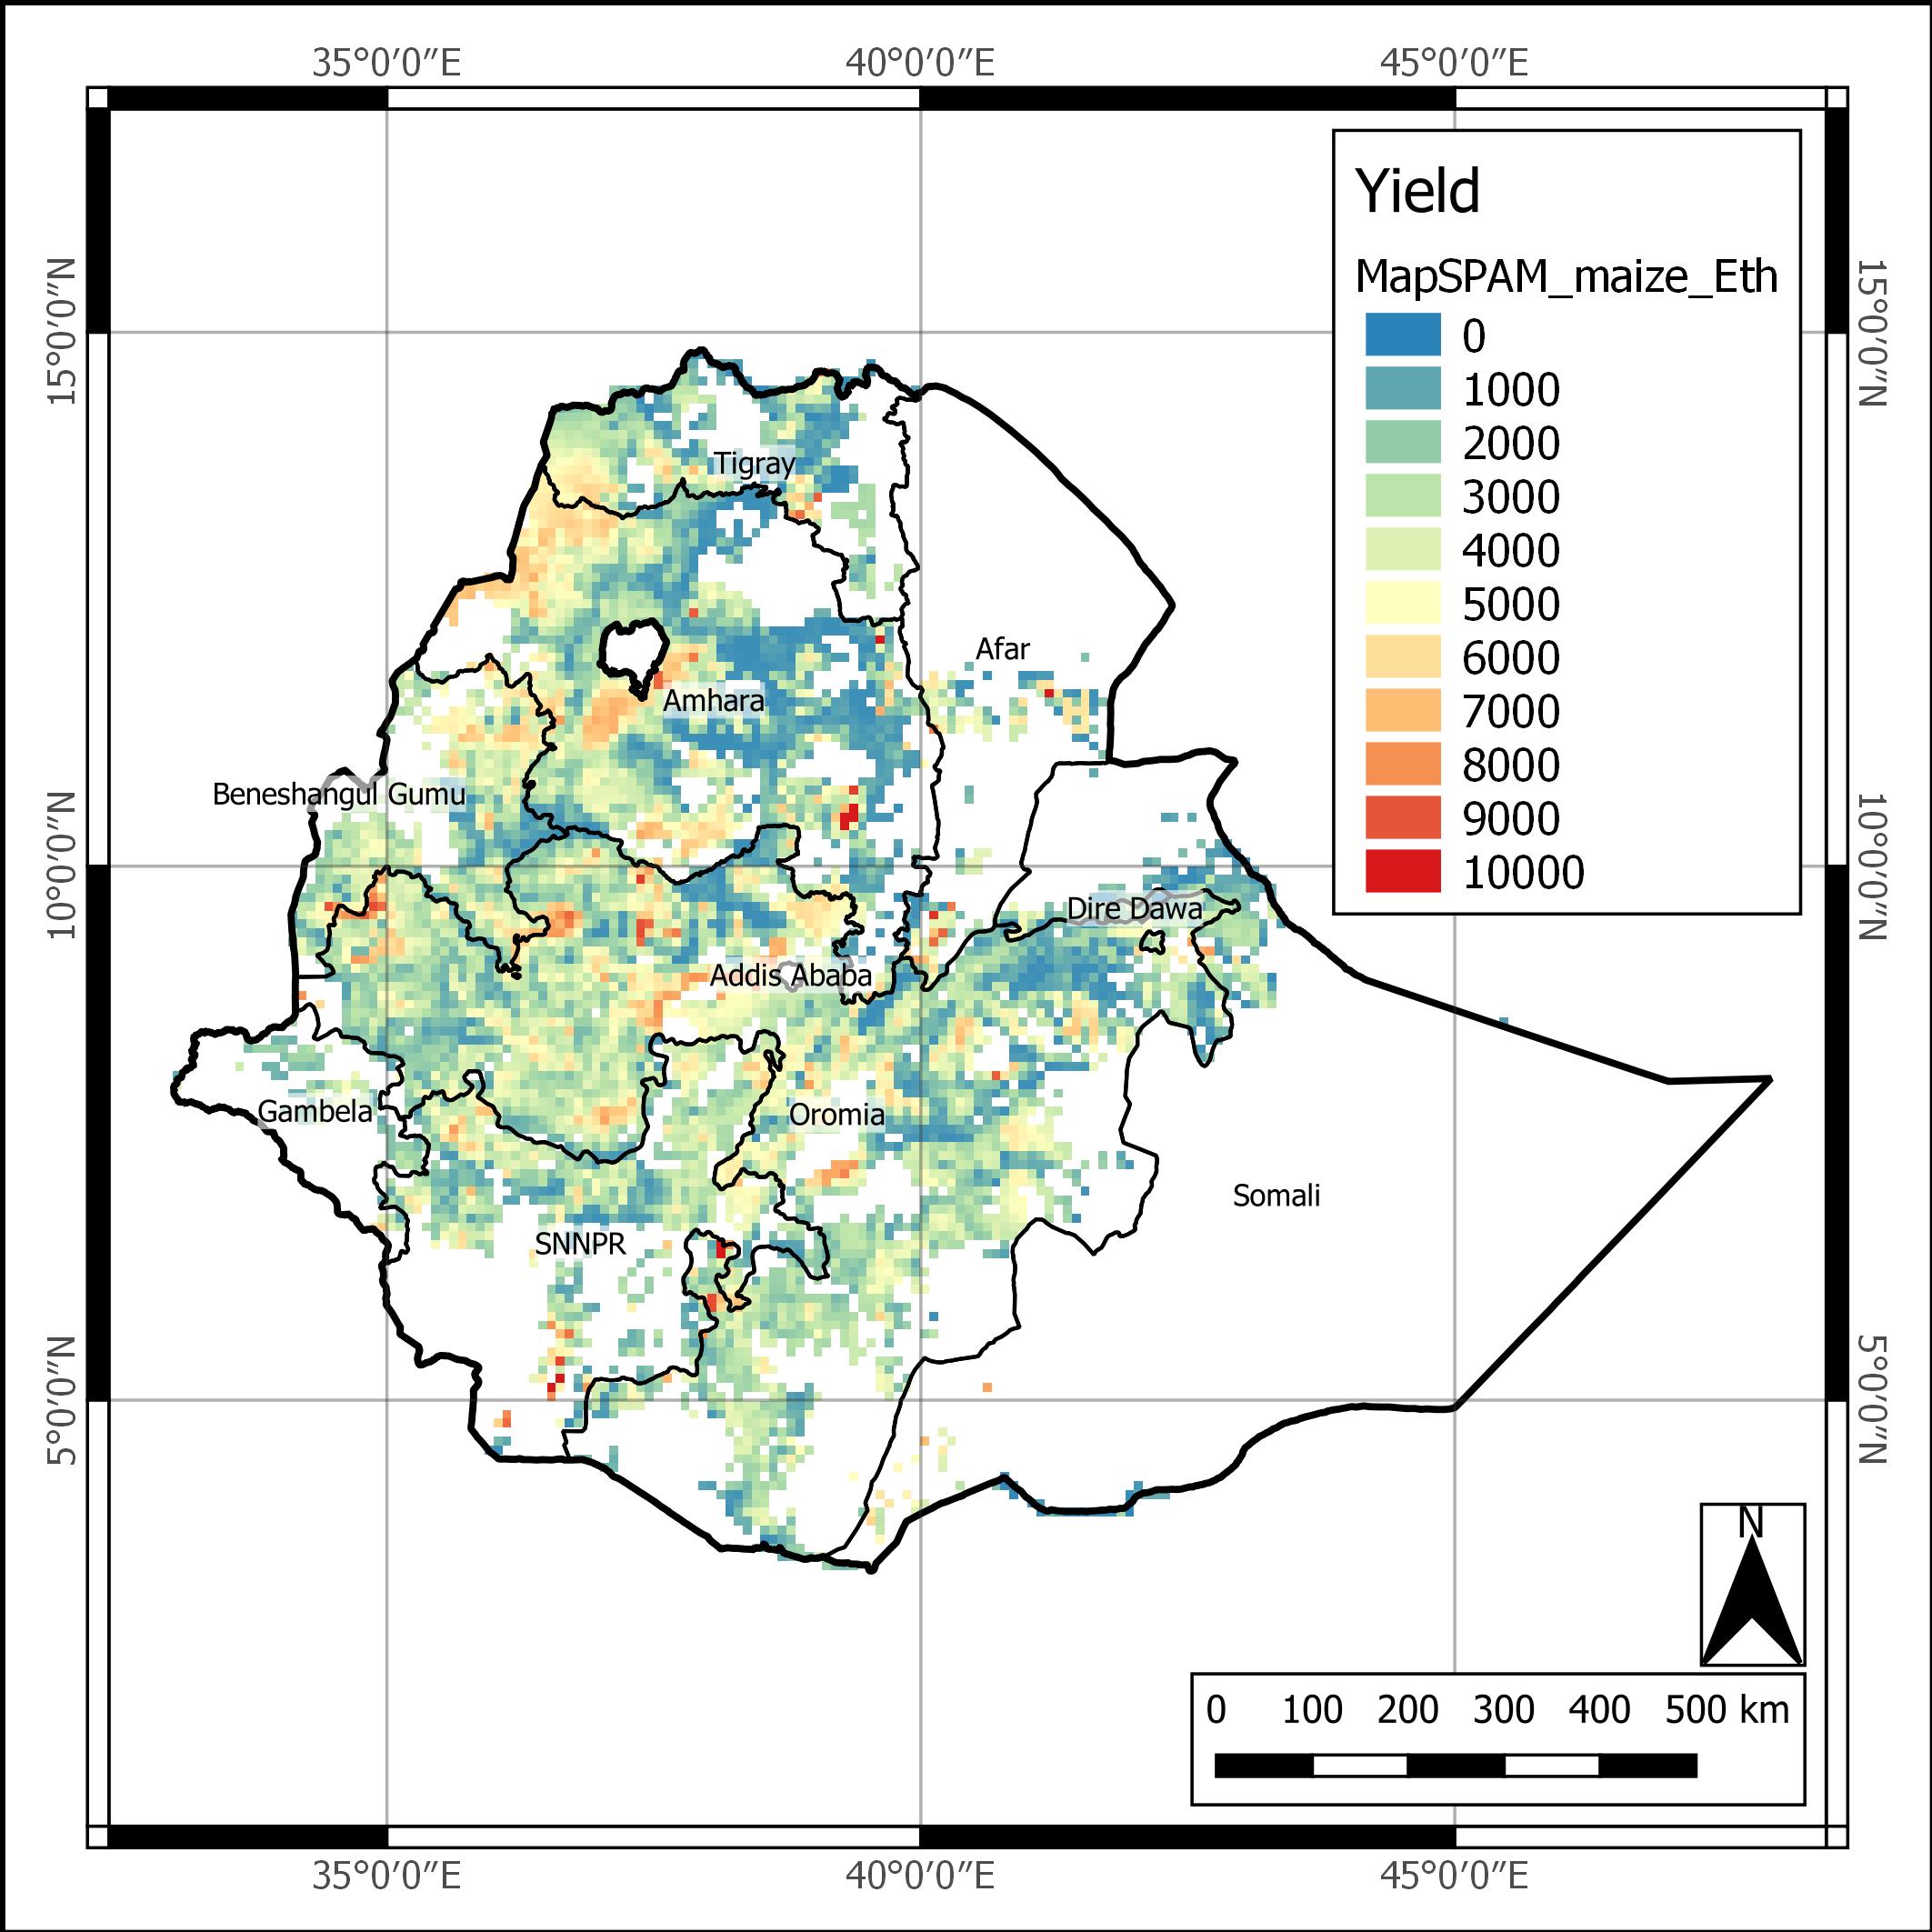 35°0′0″E 40°0′0″E 45°0′0″E
Yield
MapSPAM_maize_Eth
0
1000
2000
3000
4000
5000
6000
7000
8000
9000
10000
15°0′0″N
15°0′0″N
Tigray
Afar
Amhara
Beneshangul Gumu
10°0′0″N
10°0′0″N
Dire Dawa
Addis Ababa
Gambela
Oromia
Somali
SNNPR
5°0′0″N
5°0′0″N
N
0 100 200 300 400 500 km
35°0′0″E 40°0′0″E 45°0′0″E